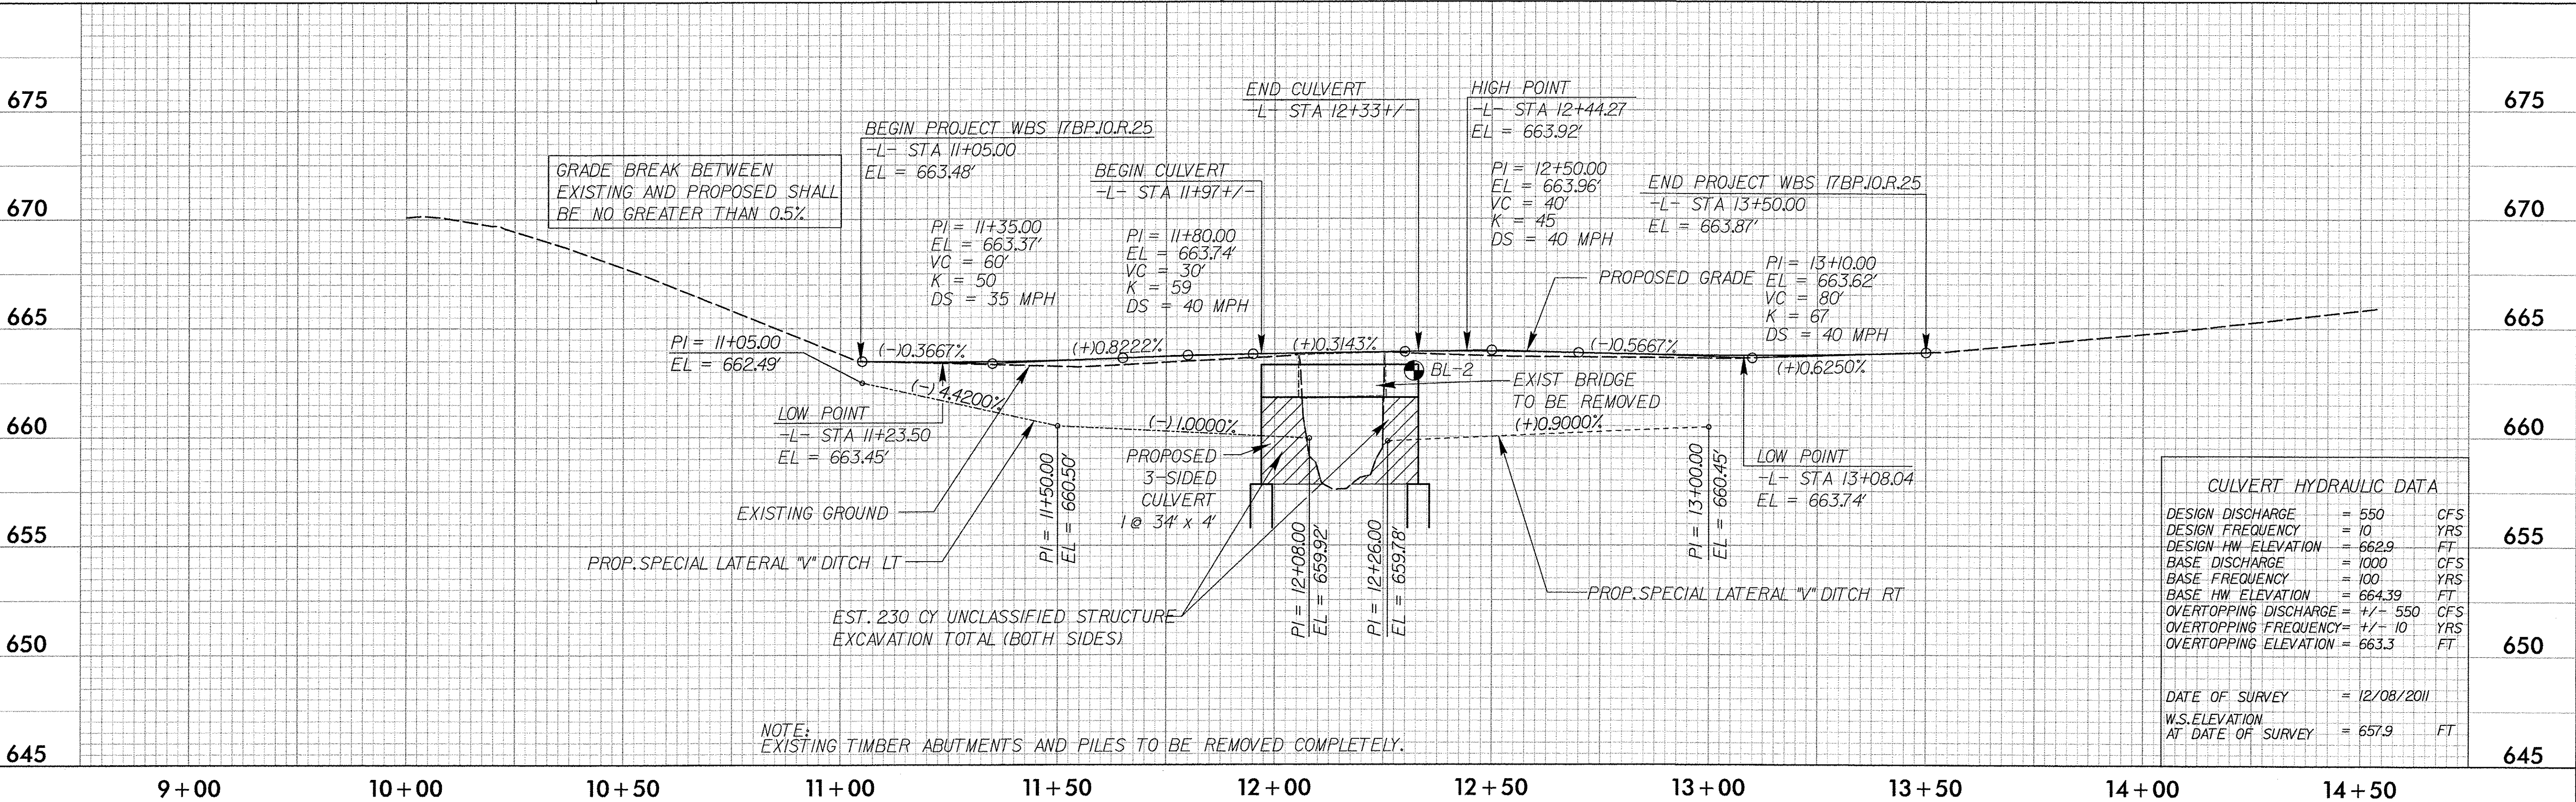 675
670
665
660
655
650
645
GRADE BREAK BETWEEN
EXISTING AND PROPOSED SHALL
BE NO GREATER THAN 0.5%
BEGIN PROJECT WBS 17BP.10.R.25
-L- STA 11+05.00
EL = 663.48'
PI = 11+35.00
EL = 663.37'
VC = 60'
K = 50
DS = 35 MPH
BEGIN CULVERT
-L- STA 11+97+/-
PI = 11+80.00
EL = 663.74'
VC = 30'
K = 59
DS = 40 MPH
END CULVERT
-L- STA 12+33+/-
HIGH POINT
-L- STA 12+44.27
EL = 663.92'
PI = 12+50.00
EL = 663.96'
VC = 40'
K = 45
DS = 40 MPH
END PROJECT WBS 17BP.10.R.25
-L- STA 13+50.00
EL = 663.87'
PROPOSED GRADE
PI = 13+10.00
EL = 663.62'
VC = 80'
K = 67
DS = 40 MPH
PI = 11+05.00
EL = 662.49'
(-)0.3667%
(+)0.8222%
(+)0.3143%
(-)0.5667%
(+)0.6250%
(-)4.4200%
(-)1.0000%
BL-2
EXIST BRIDGE
TO BE REMOVED
(+)0.9000%
LOW POINT
-L- STA 11+23.50
EL = 663.45'
LOW POINT
-L- STA 13+08.04
EL = 663.74'
PROPOSED
3-SIDED
CULVERT
1 @ 34' x 4'
EXISTING GROUND
PROP. SPECIAL LATERAL "V" DITCH LT
PI = 11+50.00
EL = 660.50'
PI = 12+08.00
EL = 659.92'
PI = 12+26.00
EL = 659.78'
PI = 13+00.00
EL = 660.45'
PROP. SPECIAL LATERAL "V" DITCH RT
EST. 230 CY UNCLASSIFIED STRUCTURE
EXCAVATION TOTAL (BOTH SIDES)
NOTE:
EXISTING TIMBER ABUTMENTS AND PILES TO BE REMOVED COMPLETELY.
CULVERT HYDRAULIC DATA
DESIGN DISCHARGE = 550 CFS
DESIGN FREQUENCY = 10 YRS
DESIGN HW ELEVATION = 662.9 FT
BASE DISCHARGE = 1000 CFS
BASE FREQUENCY = 100 YRS
BASE HW ELEVATION = 664.39 FT
OVERTOPPING DISCHARGE = +/- 550 CFS
OVERTOPPING FREQUENCY = +/- 10 YRS
OVERTOPPING ELEVATION = 663.3 FT
DATE OF SURVEY = 12/08/2011
W.S. ELEVATION
AT DATE OF SURVEY = 657.9 FT
675
670
665
660
655
650
645
9+00 10+00 10+50 11+00 11+50 12+00 12+50 13+00 13+50 14+00 14+50